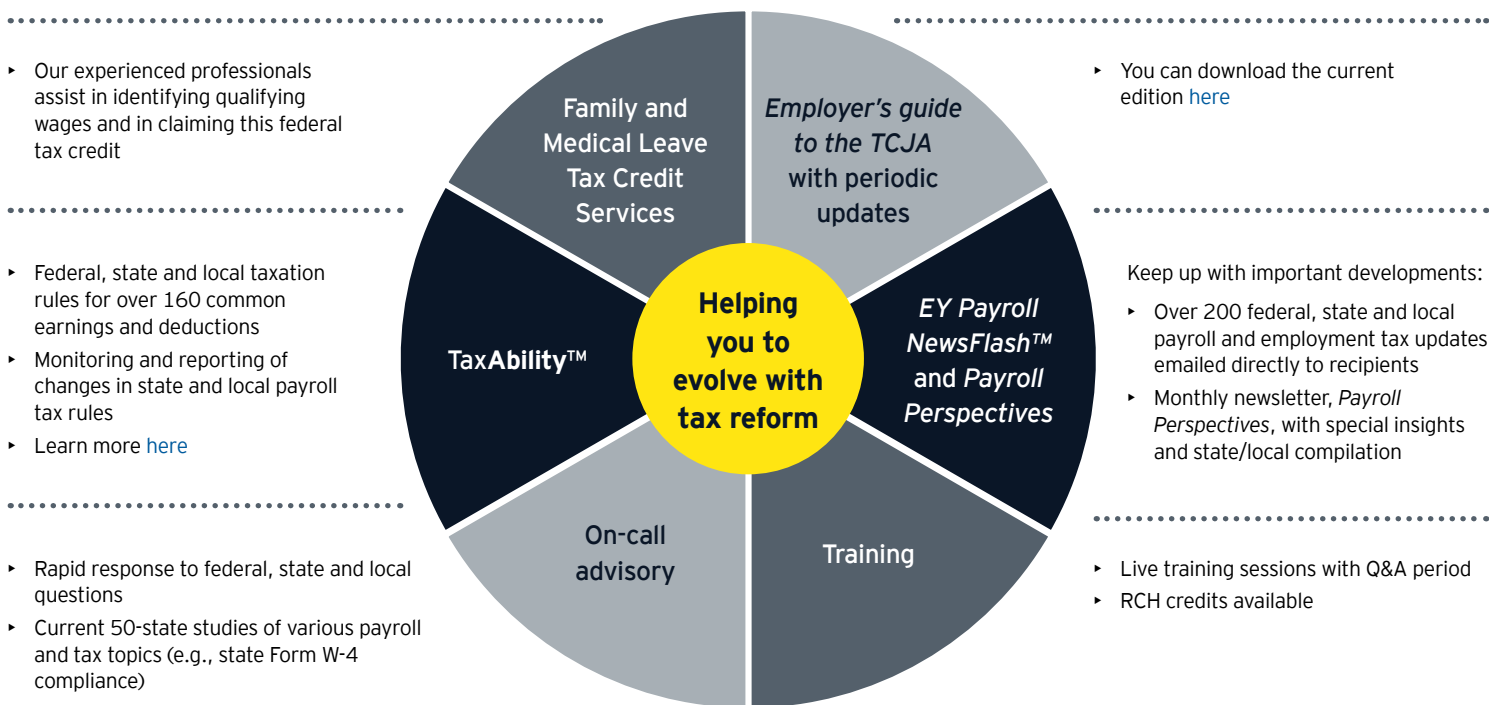 ▸ Our experienced professionals
assist in identifying qualifying
wages and in claiming this federal
tax credit
▸ Federal, state and local taxation
rules for over 160 common
earnings and deductions
▸ Monitoring and reporting of
changes in state and local payroll
tax rules
▸ Learn more here
▸ Rapid response to federal, state and local
questions
▸ Current 50-state studies of various payroll
and tax topics (e.g., state Form W-4
compliance)
Family and
Medical Leave
Tax Credit
Services
Employer's guide
to the TCJA
with periodic
updates
TaxAbility™
Helping
you to
evolve with
tax reform
EY Payroll
NewsFlash™
and Payroll
Perspectives
On-call
advisory
Training
▸ You can download the current
edition here
Keep up with important developments:
▸ Over 200 federal, state and local
payroll and employment tax updates
emailed directly to recipients
▸ Monthly newsletter, Payroll
Perspectives, with special insights
and state/local compilation
▸ Live training sessions with Q&A period
▸ RCH credits available